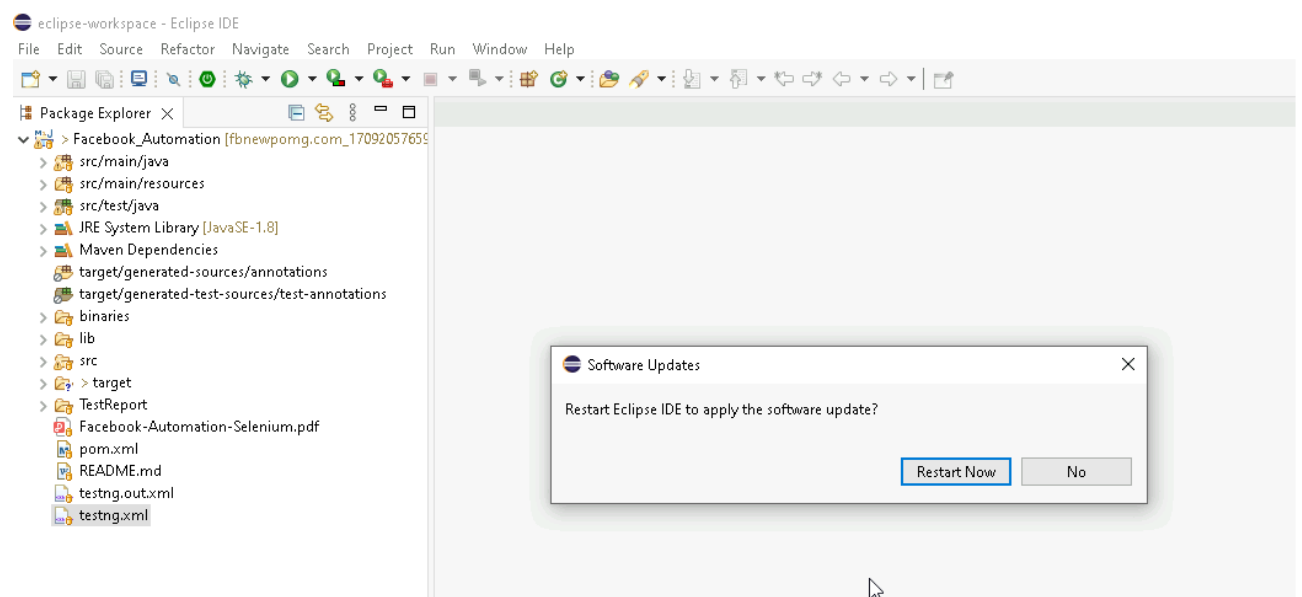 eclipse-workspace - Eclipse IDE
File Edit Source Refactor Navigate Search Project Run Window Help
Package Explorer
> Facebook_Automation [fbnewpomg.com_17092057659
src/main/java
src/main/resources
src/test/java
JRE System Library [JavaSE-1.8]
Maven Dependencies
target/generated-sources/annotations
target/generated-test-sources/test-annotations
binaries
lib
src
> target
TestReport
Facebook-Automation-Selenium.pdf
pom.xml
README.md
testng.out.xml
testng.xml
Software Updates
Restart Eclipse IDE to apply the software update?
Restart Now No